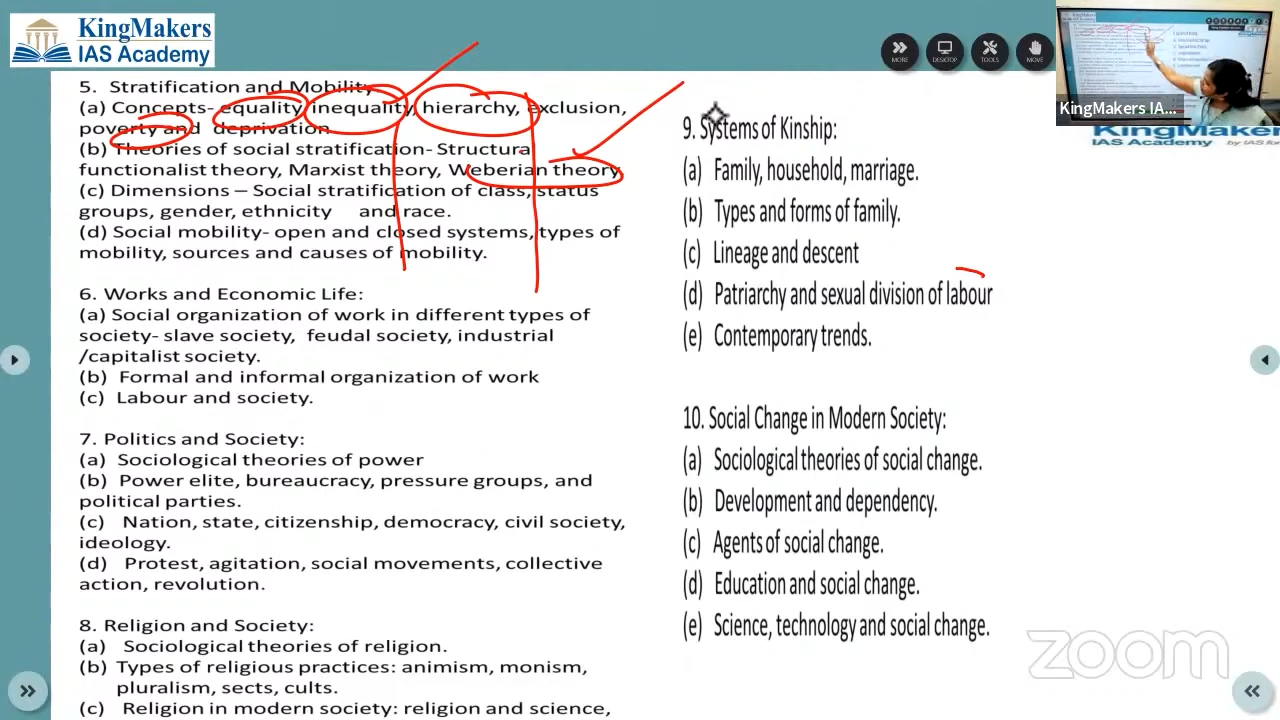 KingMakers
IAS Academy
MORE
DESKTOP
TOOLS
MOVE
KingMakers IA...
KingMaker
IAS Academy
by IAS for
5. Stratification and Mobility
(a) Concepts- equality, inequality, hierarchy, exclusion,
poverty and deprivation
(b) Theories of social stratification- Structural
functionalist theory, Marxist theory, Weberian theory
(c) Dimensions – Social stratification of class, status
groups, gender, ethnicity and race.
(d) Social mobility- open and closed systems, types of
mobility, sources and causes of mobility.
6. Works and Economic Life:
(a) Social organization of work in different types of
society- slave society, feudal society, industrial
/capitalist society.
(b) Formal and informal organization of work
(c) Labour and society.
7. Politics and Society:
(a) Sociological theories of power
(b) Power elite, bureaucracy, pressure groups, and
political parties.
(c) Nation, state, citizenship, democracy, civil society,
ideology.
(d) Protest, agitation, social movements, collective
action, revolution.
8. Religion and Society:
(a) Sociological theories of religion.
(b) Types of religious practices: animism, monism,
pluralism, sects, cults.
(c) Religion in modern society: religion and science,
9. Systems of Kinship:
(a) Family, household, marriage.
(b) Types and forms of family.
(c) Lineage and descent
(d) Patriarchy and sexual division of labour
(e) Contemporary trends.
10. Social Change in Modern Society:
(a) Sociological theories of social change.
(b) Development and dependency.
(c) Agents of social change.
(d) Education and social change.
(e) Science, technology and social change.
zoom